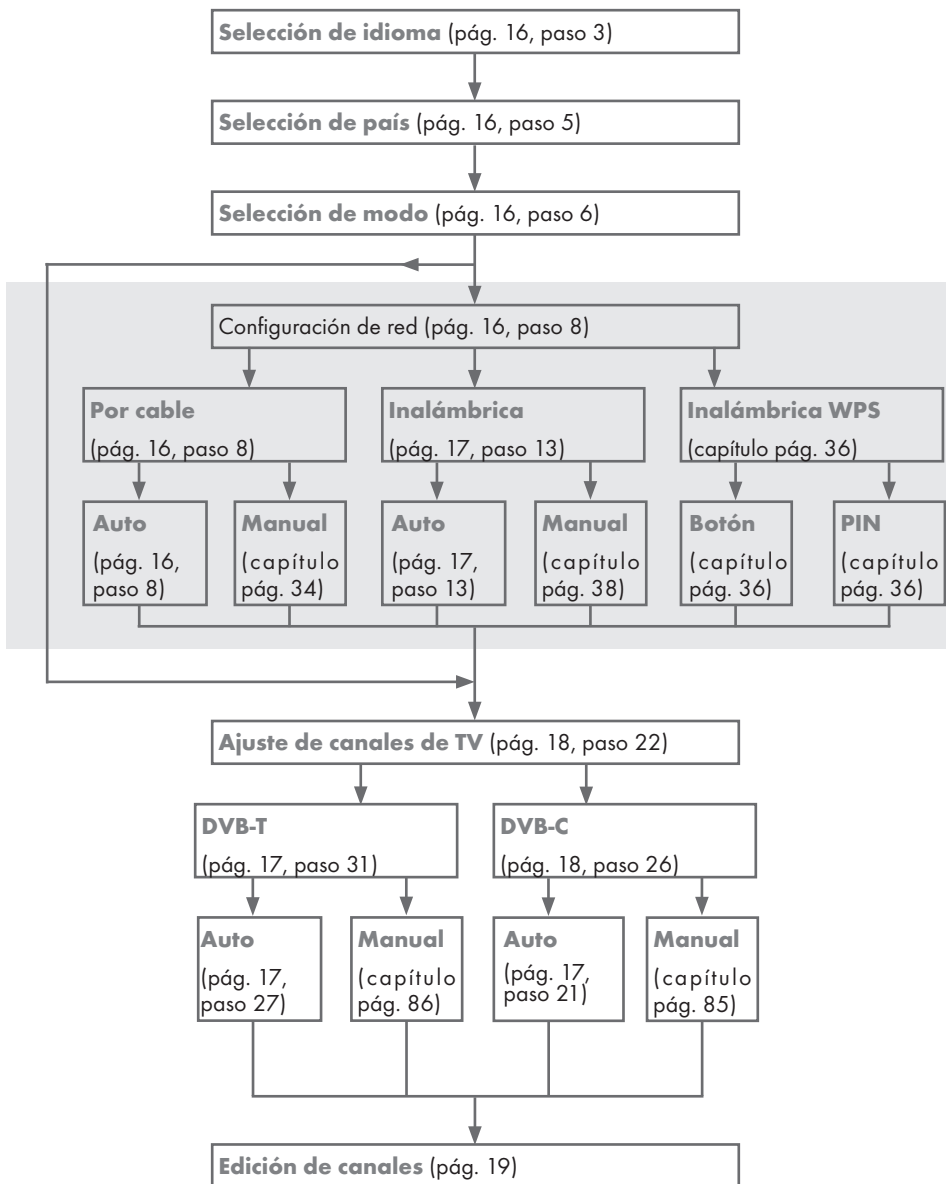 Selección de idioma (pág. 16, paso 3)
Selección de país (pág. 16, paso 5)
Selección de modo (pág. 16, paso 6)
Configuración de red (pág. 16, paso 8)
Por cable
(pág. 16, paso 8)
Inalámbrica
(pág. 17, paso 13)
Inalámbrica WPS
(capítulo pág. 36)
Auto
(pág. 16,
paso 8)
Manual
(capítulo
pág. 34)
Auto
(pág. 17,
paso 13)
Manual
(capítulo
pág. 38)
Botón
(capítulo
pág. 36)
PIN
(capítulo
pág. 36)
Ajuste de canales de TV (pág. 18, paso 22)
DVB-T
(pág. 17, paso 31)
DVB-C
(pág. 18, paso 26)
Auto
(pág. 17,
paso 27)
Manual
(capítulo
pág. 86)
Auto
(pág. 17,
paso 21)
Manual
(capítulo
pág. 85)
Edición de canales (pág. 19)